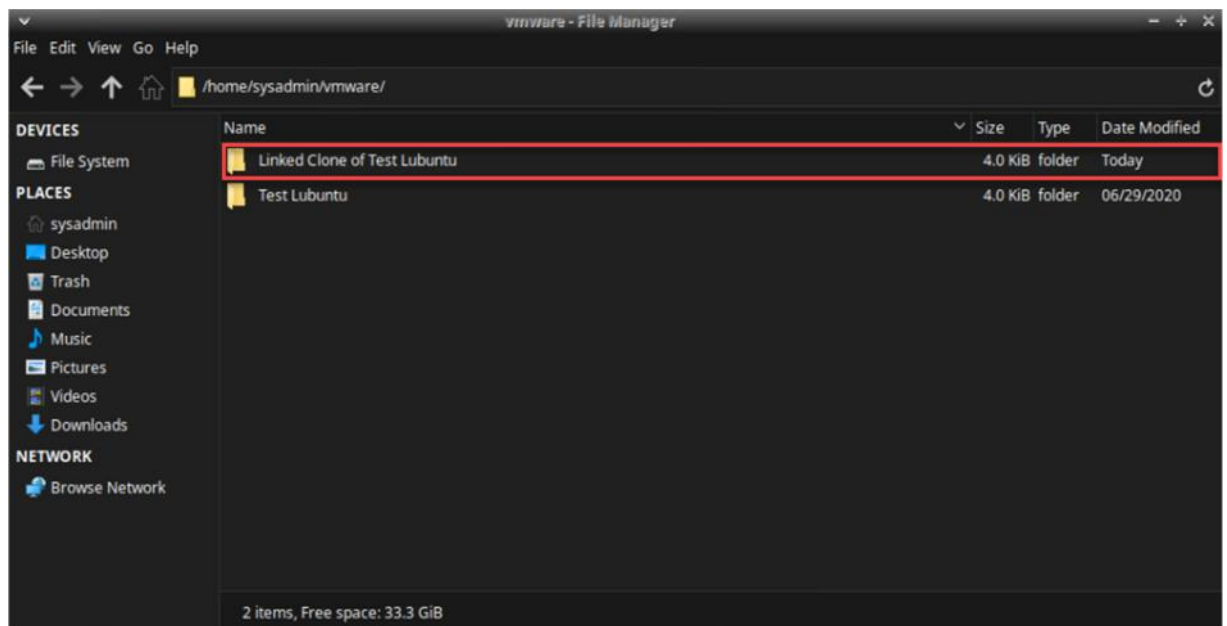 vmware - File Manager
File Edit View Go Help
/home/sysadmin/vmware/
DEVICES
File System
PLACES
sysadmin
Desktop
Trash
Documents
Music
Pictures
Videos
Downloads
NETWORK
Browse Network
Name Size Type Date Modified
Linked Clone of Test Lubuntu 4.0 KiB folder Today
Test Lubuntu 4.0 KiB folder 06/29/2020
2 items, Free space: 33.3 GiB